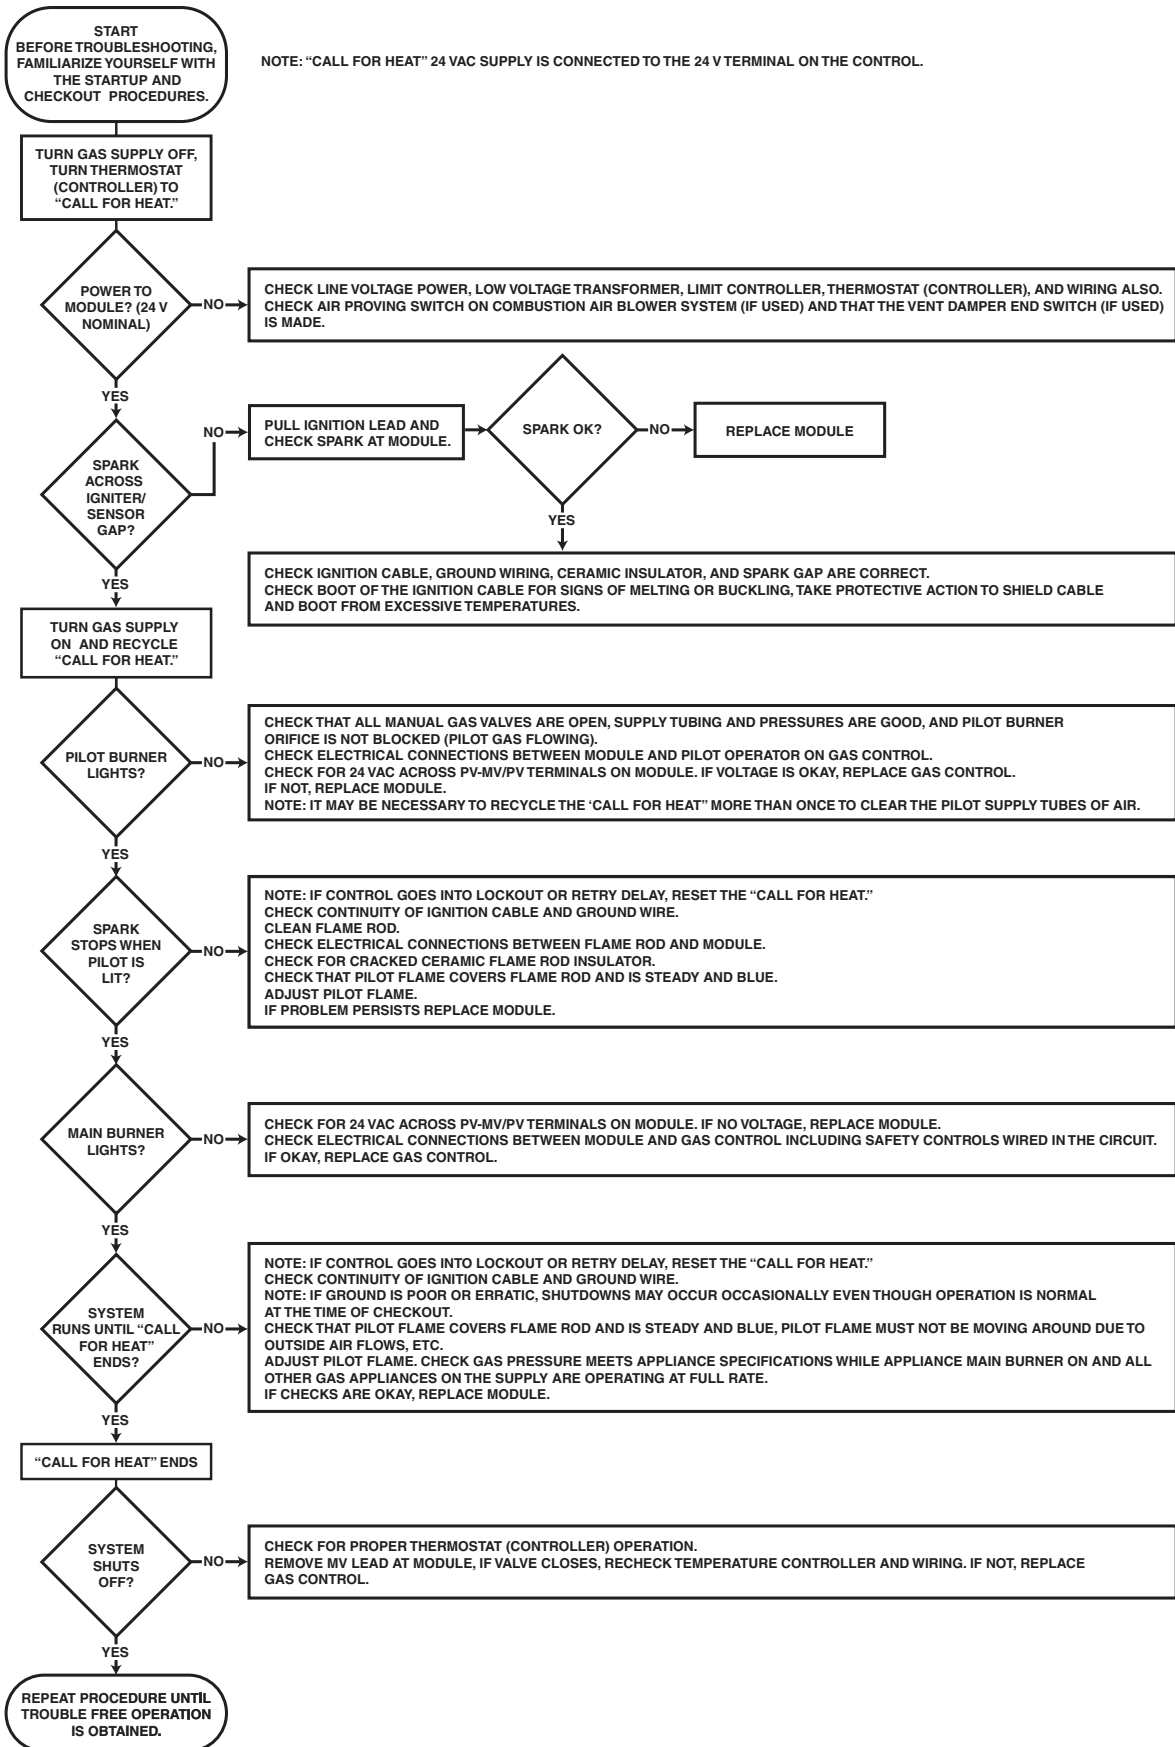 START
BEFORE TROUBLESHOOTING,
FAMILIARIZE YOURSELF WITH
THE STARTUP AND
CHECKOUT PROCEDURES.
NOTE: “CALL FOR HEAT” 24 VAC SUPPLY IS CONNECTED TO THE 24 V TERMINAL ON THE CONTROL.
TURN GAS SUPPLY OFF,
TURN THERMOSTAT
(CONTROLLER) TO
“CALL FOR HEAT.”
POWER TO
MODULE? (24 V
NOMINAL)
NO
CHECK LINE VOLTAGE POWER, LOW VOLTAGE TRANSFORMER, LIMIT CONTROLLER, THERMOSTAT (CONTROLLER), AND WIRING ALSO.
CHECK AIR PROVING SWITCH ON COMBUSTION AIR BLOWER SYSTEM (IF USED) AND THAT THE VENT DAMPER END SWITCH (IF USED)
IS MADE.
YES
SPARK
ACROSS
IGNITER/
SENSOR
GAP?
NO
PULL IGNITION LEAD AND
CHECK SPARK AT MODULE.
SPARK OK?
NO
REPLACE MODULE
YES
CHECK IGNITION CABLE, GROUND WIRING, CERAMIC INSULATOR, AND SPARK GAP ARE CORRECT.
CHECK BOOT OF THE IGNITION CABLE FOR SIGNS OF MELTING OR BUCKLING, TAKE PROTECTIVE ACTION TO SHIELD CABLE
AND BOOT FROM EXCESSIVE TEMPERATURES.
YES
TURN GAS SUPPLY
ON AND RECYCLE
“CALL FOR HEAT.”
PILOT BURNER
LIGHTS?
NO
CHECK THAT ALL MANUAL GAS VALVES ARE OPEN, SUPPLY TUBING AND PRESSURES ARE GOOD, AND PILOT BURNER
ORIFICE IS NOT BLOCKED (PILOT GAS FLOWING).
CHECK ELECTRICAL CONNECTIONS BETWEEN MODULE AND PILOT OPERATOR ON GAS CONTROL.
CHECK FOR 24 VAC ACROSS PV-MV/PV TERMINALS ON MODULE. IF VOLTAGE IS OKAY, REPLACE GAS CONTROL.
IF NOT, REPLACE MODULE.
NOTE: IT MAY BE NECESSARY TO RECYCLE THE ‘CALL FOR HEAT” MORE THAN ONCE TO CLEAR THE PILOT SUPPLY TUBES OF AIR.
YES
SPARK
STOPS WHEN
PILOT IS
LIT?
NO
NOTE: IF CONTROL GOES INTO LOCKOUT OR RETRY DELAY, RESET THE “CALL FOR HEAT.”
CHECK CONTINUITY OF IGNITION CABLE AND GROUND WIRE.
CLEAN FLAME ROD.
CHECK ELECTRICAL CONNECTIONS BETWEEN FLAME ROD AND MODULE.
CHECK FOR CRACKED CERAMIC FLAME ROD INSULATOR.
CHECK THAT PILOT FLAME COVERS FLAME ROD AND IS STEADY AND BLUE.
ADJUST PILOT FLAME.
IF PROBLEM PERSISTS REPLACE MODULE.
YES
MAIN BURNER
LIGHTS?
NO
CHECK FOR 24 VAC ACROSS PV-MV/PV TERMINALS ON MODULE. IF NO VOLTAGE, REPLACE MODULE.
CHECK ELECTRICAL CONNECTIONS BETWEEN MODULE AND GAS CONTROL INCLUDING SAFETY CONTROLS WIRED IN THE CIRCUIT.
IF OKAY, REPLACE GAS CONTROL.
YES
SYSTEM
RUNS UNTIL “CALL
FOR HEAT”
ENDS?
NO
NOTE: IF CONTROL GOES INTO LOCKOUT OR RETRY DELAY, RESET THE “CALL FOR HEAT.”
CHECK CONTINUITY OF IGNITION CABLE AND GROUND WIRE.
NOTE: IF GROUND IS POOR OR ERRATIC, SHUTDOWNS MAY OCCUR OCCASIONALLY EVEN THOUGH OPERATION IS NORMAL
AT THE TIME OF CHECKOUT.
CHECK THAT PILOT FLAME COVERS FLAME ROD AND IS STEADY AND BLUE, PILOT FLAME MUST NOT BE MOVING AROUND DUE TO
OUTSIDE AIR FLOWS, ETC.
ADJUST PILOT FLAME. CHECK GAS PRESSURE MEETS APPLIANCE SPECIFICATIONS WHILE APPLIANCE MAIN BURNER ON AND ALL
OTHER GAS APPLIANCES ON THE SUPPLY ARE OPERATING AT FULL RATE.
IF CHECKS ARE OKAY, REPLACE MODULE.
YES
“CALL FOR HEAT” ENDS
SYSTEM
SHUTS
OFF?
NO
CHECK FOR PROPER THERMOSTAT (CONTROLLER) OPERATION.
REMOVE MV LEAD AT MODULE, IF VALVE CLOSES, RECHECK TEMPERATURE CONTROLLER AND WIRING. IF NOT, REPLACE
GAS CONTROL.
YES
REPEAT PROCEDURE UNTIL
TROUBLE FREE OPERATION
IS OBTAINED.